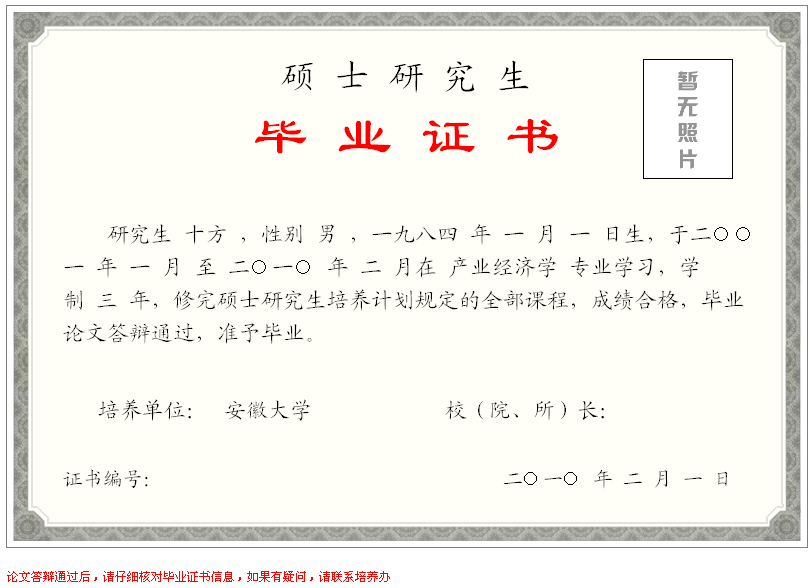 硕 士 研 究 生
毕 业 证 书
暂
无
照
片
研究生 十方 ，性别 男 ，一九八四 年 一 月 一 日生，于二〇〇
一 年 一 月 至 二〇一〇 年 二 月在 产业经济学 专业学习，学
制 三 年，修完硕士研究生培养计划规定的全部课程，成绩合格，毕业
论文答辩通过，准予毕业。
培养单位： 安徽大学 校（院、所）长：
证书编号： 二〇一〇 年 二 月 一 日
论文答辩通过后，请仔细核对毕业证书信息，如果有疑问，请联系培养办